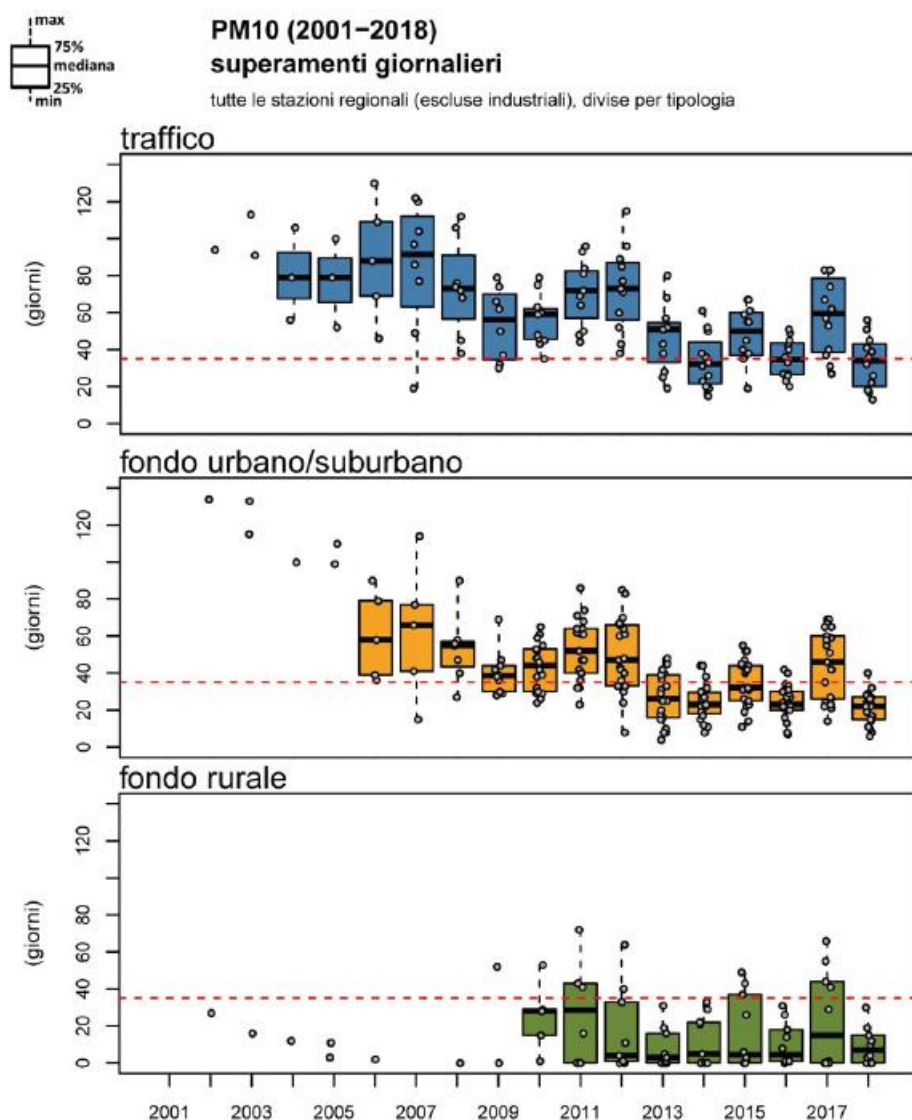 max
75%
mediana
25%
min
PM10 (2001−2018)
superamenti giornalieri
tutte le stazioni regionali (escluse industriali), divise per tipologia
traffico
(giorni)
120
80
60
40
20
0
fondo urbano/suburbano
(giorni)
120
80
60
40
20
0
fondo rurale
(giorni)
120
80
60
40
20
0
2001 2003 2005 2007 2009 2011 2013 2015 2017